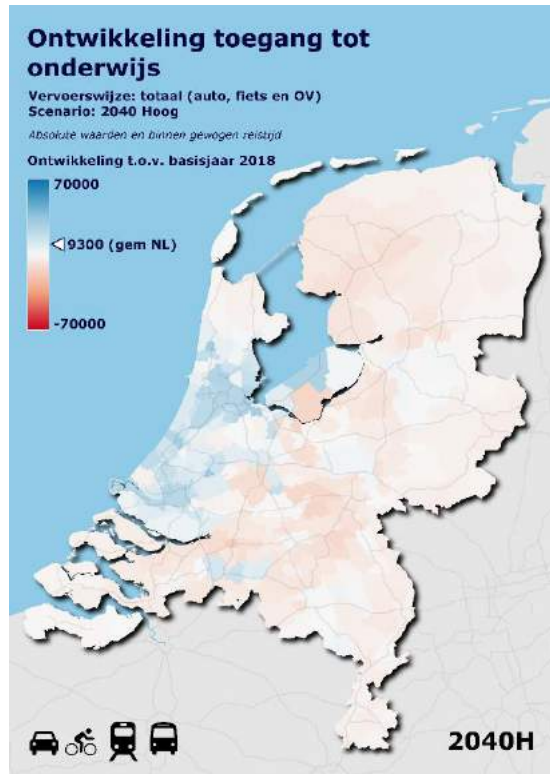 Ontwikkeling toegang tot
onderwijs
Vervoerswijze: totaal (auto, fiets en OV)
Scenario: 2040 Hoog
Absolute waarden en binnen gewogen reistijd
Ontwikkeling t.o.v. basisjaar 2018
70000
9300 (gem NL)
-70000
2040H